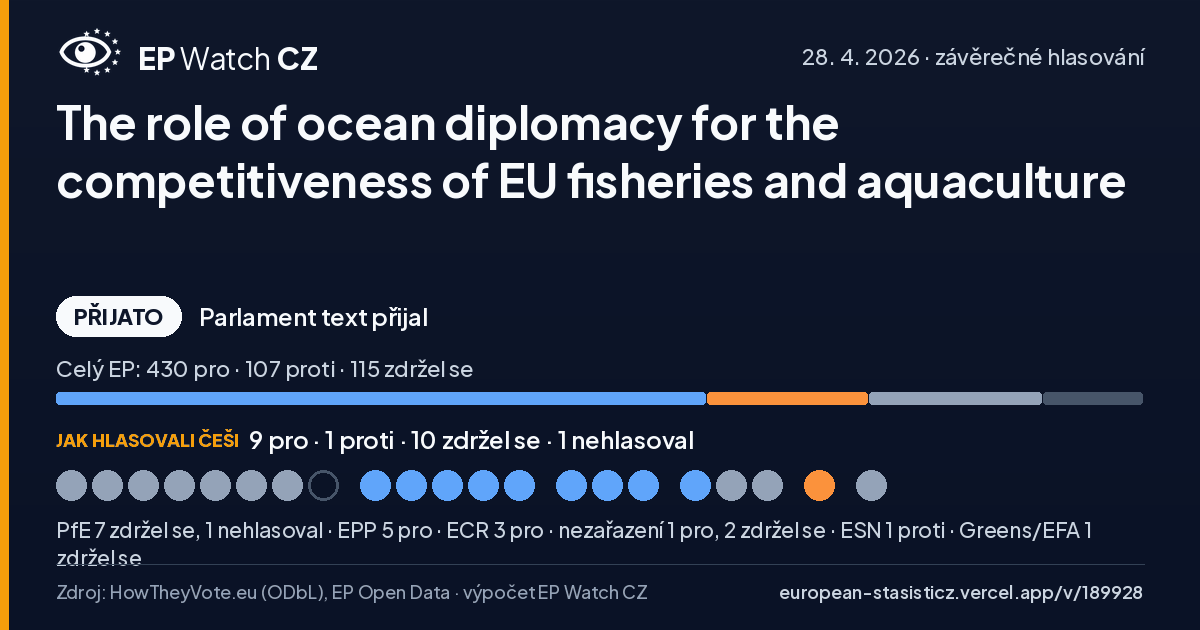 EP Watch CZ
28. 4. 2026 · závěrečné hlasování
The role of ocean diplomacy for the
competitiveness of EU fisheries and aquaculture
PŘIJATO Parlament text přijal
Celý EP: 430 pro · 107 proti · 115 zdržel se
JAK HLASOVALI ČEŠI 9 pro · 1 proti · 10 zdržel se · 1 nehlasoval
PfE 7 zdržel se, 1 nehlasoval · EPP 5 pro · ECR 3 pro · nezařazení 1 pro, 2 zdržel se · ESN 1 proti · Greens/EFA 1
zdržel se
Zdroj: HowTheyVote.eu (ODbL), EP Open Data · výpočet EP Watch CZ
european-stasisticz.vercel.app/v/189928